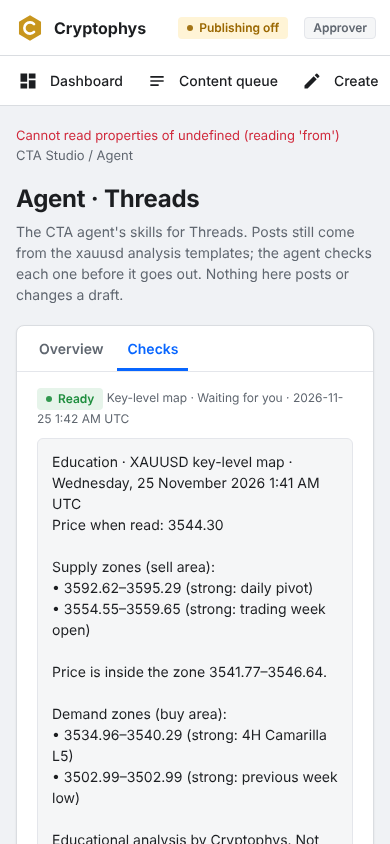 Cryptophys
Publishing off
Approver
Dashboard
Content queue
Create
Cannot read properties of undefined (reading 'from')
CTA Studio / Agent
Agent · Threads
The CTA agent's skills for Threads. Posts still come
from the xauusd analysis templates; the agent checks
each one before it goes out. Nothing here posts or
changes a draft.
Overview
Checks
Ready Key-level map · Waiting for you · 2026-11-
25 1:42 AM UTC
Education · XAUUSD key-level map ·
Wednesday, 25 November 2026 1:41 AM
UTC
Price when read: 3544.30
Supply zones (sell area):
• 3592.62–3595.29 (strong: daily pivot)
• 3554.55–3559.65 (strong: trading week
open)
Price is inside the zone 3541.77–3546.64.
Demand zones (buy area):
• 3534.96–3540.29 (strong: 4H Camarilla
L5)
• 3502.99–3502.99 (strong: previous week
low)
Educational analysis by Cryptophys. Not